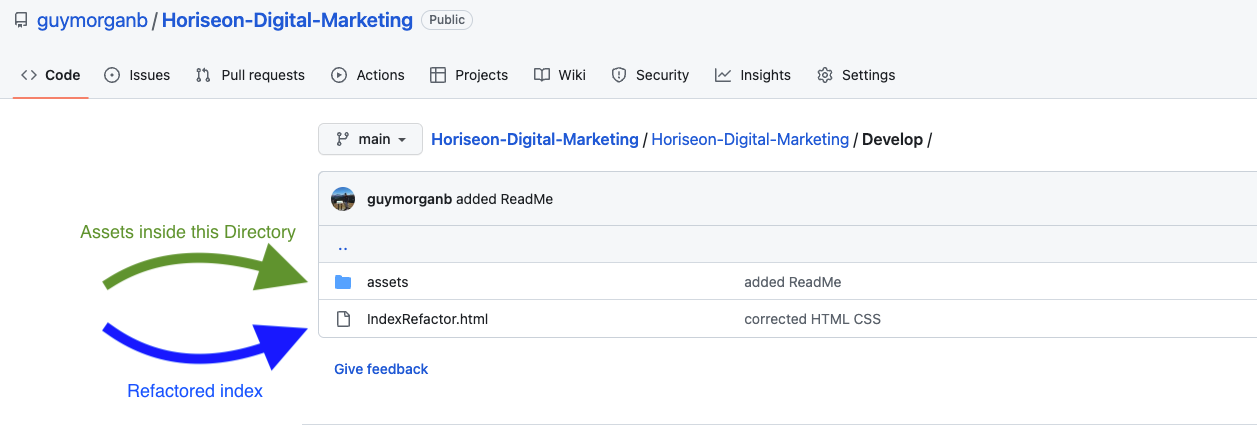 guymorganb / Horiseon-Digital-Marketing Public
Code Issues Pull requests Actions Projects Wiki Security Insights Settings
main Horiseon-Digital-Marketing / Horiseon-Digital-Marketing / Develop /
guymorganb added ReadMe
Assets inside this Directory
..
assets added ReadMe
IndexRefactor.html corrected HTML CSS
Give feedback
Refactored index